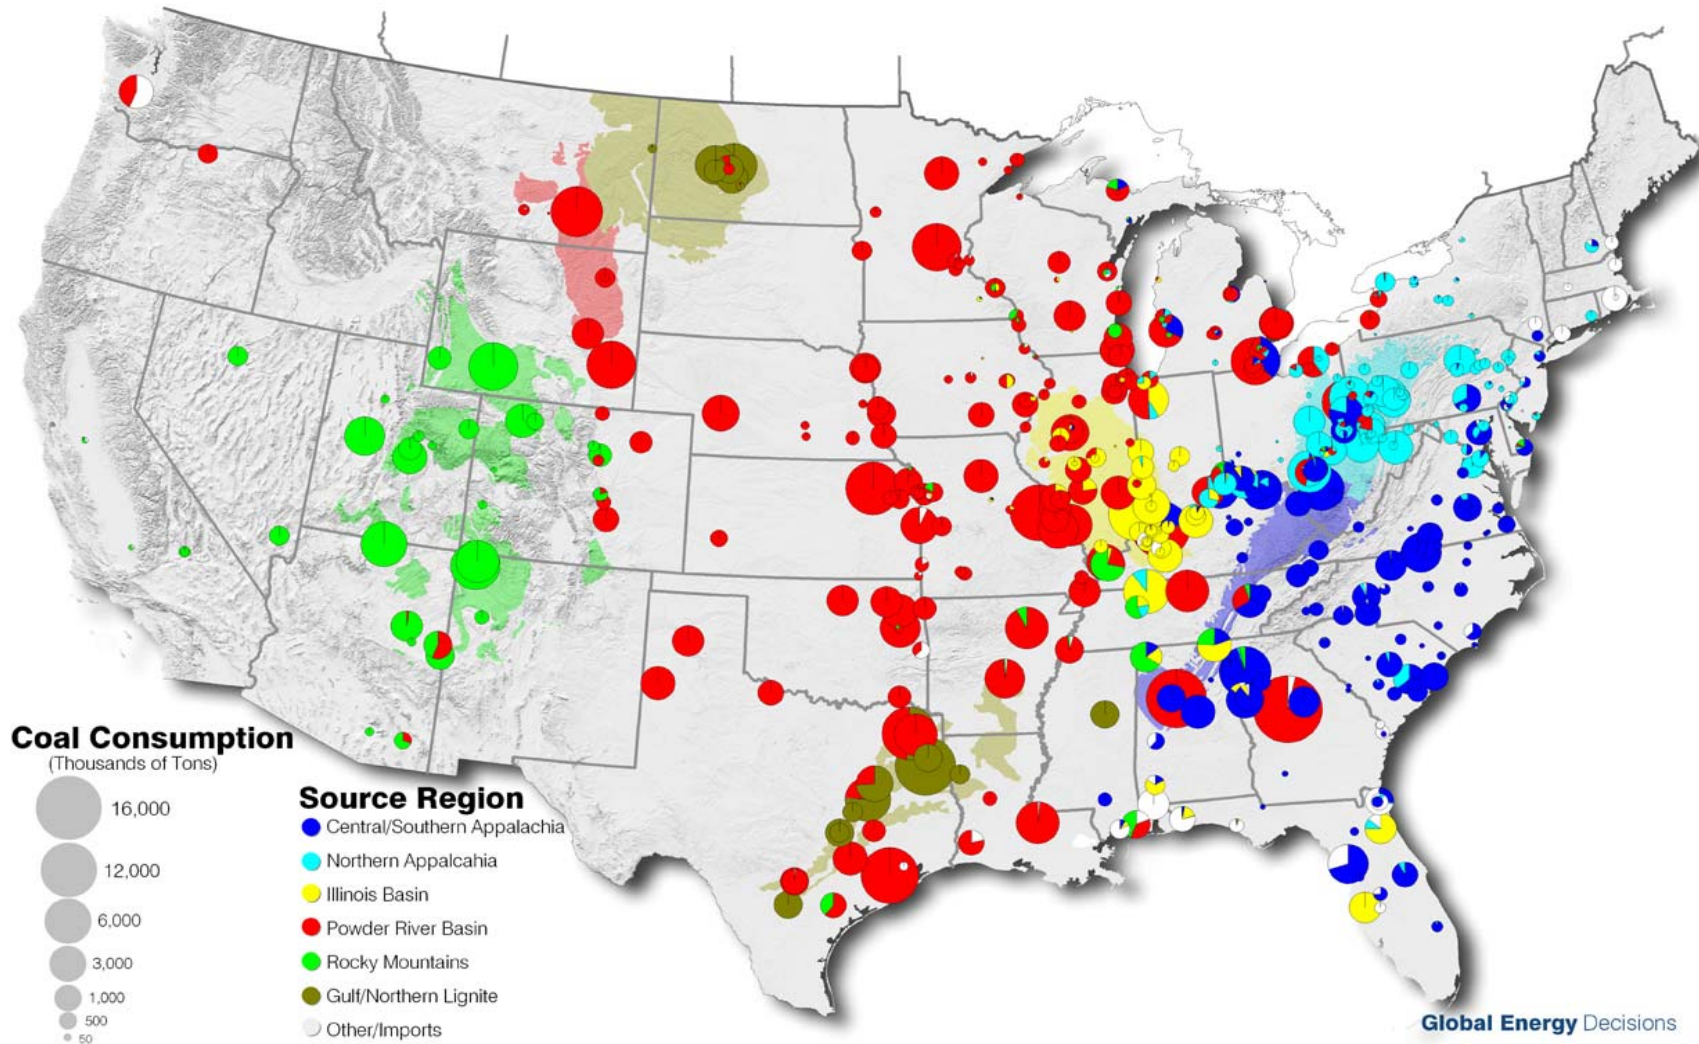 Coal Consumption
(Thousands of Tons)
16,000
12,000
6,000
3,000
1,000
500
50
Source Region
Central/Southern Appalachia
Northern Appalcahia
Illinois Basin
Powder River Basin
Rocky Mountains
Gulf/Northern Lignite
Other/Imports
Global Energy Decisions